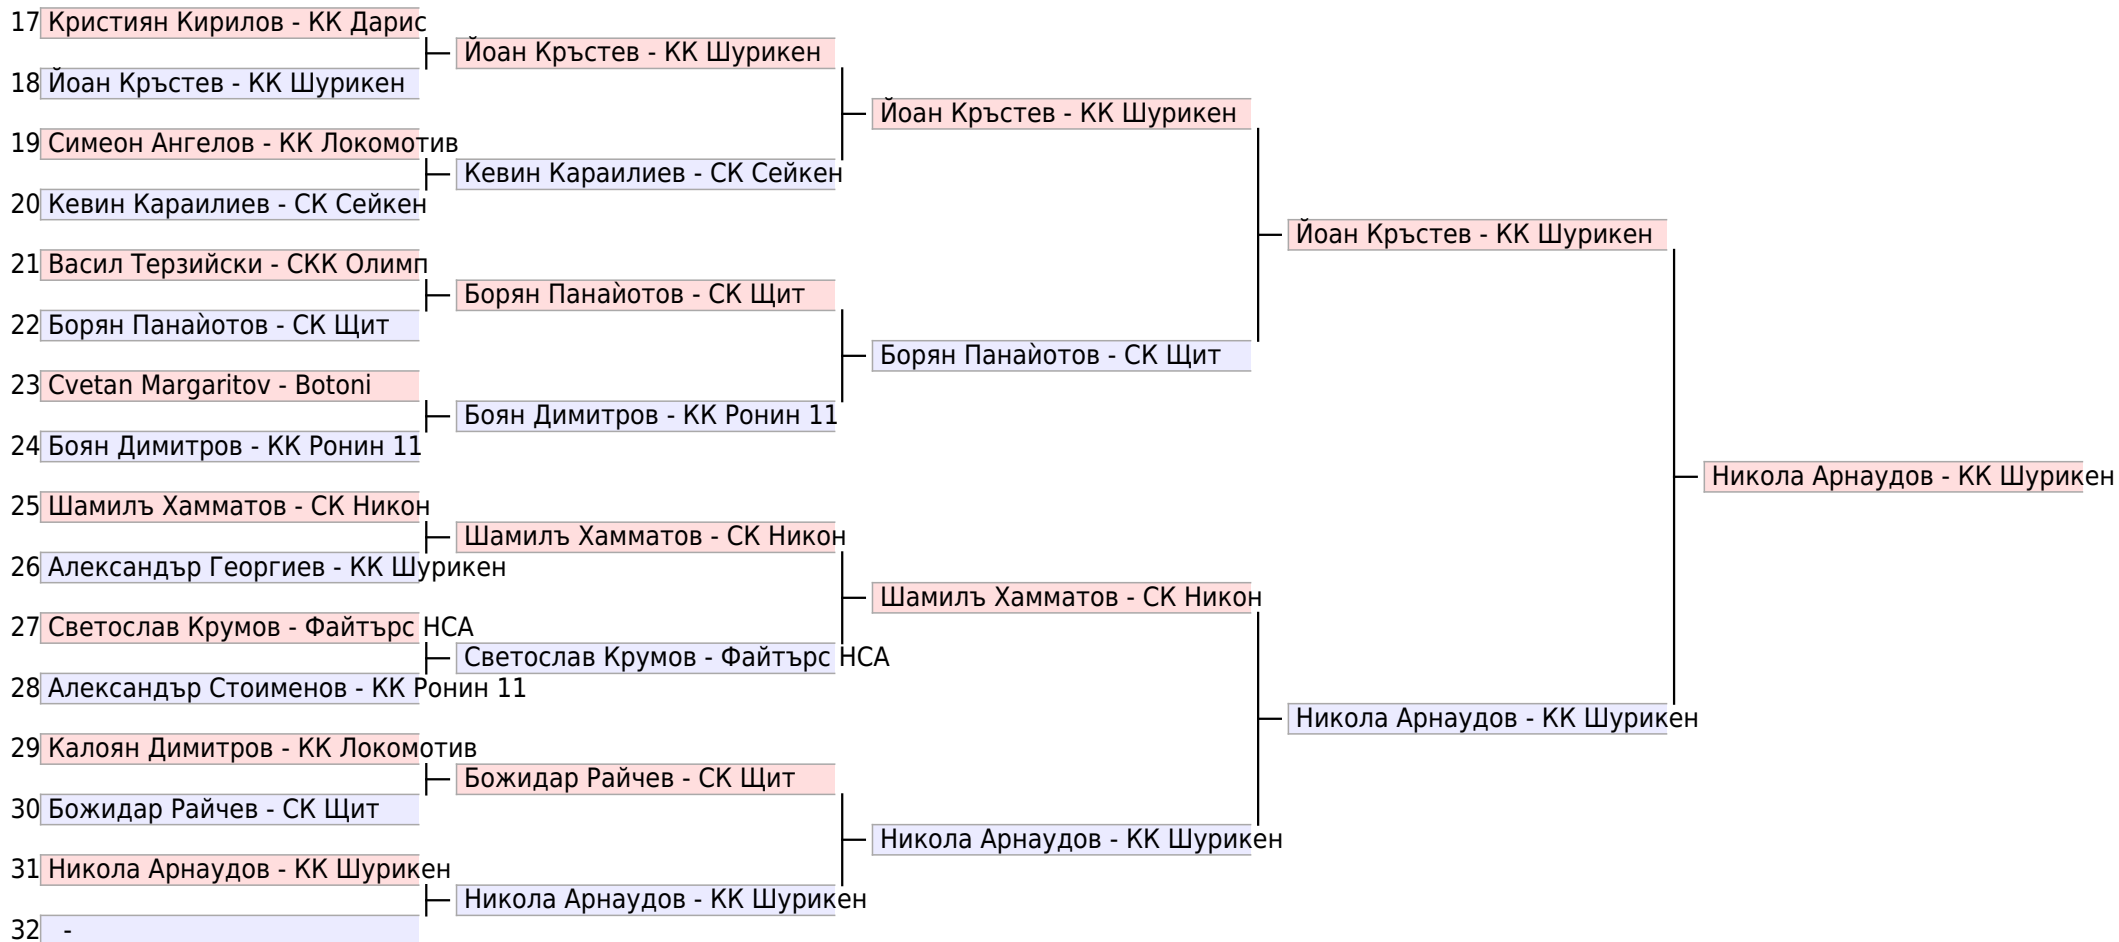 17 Кристиян Кирилов - КК Дарис
Йоан Кръстев - КК Шурикен
18 Йоан Кръстев - КК Шурикен
Йоан Кръстев - КК Шурикен
19 Симеон Ангелов - КК Локомотив
Кевин Караилиев - СК Сейкен
20 Кевин Караилиев - СК Сейкен
Йоан Кръстев - КК Шурикен
21 Васил Терзийски - СКК Олимп
Борян Панаѝотов - СК Щит
22 Борян Панаѝотов - СК Щит
Борян Панаѝотов - СК Щит
23 Cvetan Margaritov - Botoni
Боян Димитров - КК Ронин 11
24 Боян Димитров - КК Ронин 11
Никола Арнаудов - КК Шурикен
25 Шамилъ Хамматов - СК Никон
Шамилъ Хамматов - СК Никон
26 Александър Георгиев - КК Шурикен
Шамилъ Хамматов - СК Никон
27 Светослав Крумов - Файтърс НСА
Светослав Крумов - Файтърс НСА
28 Александър Стоименов - КК Ронин 11
Никола Арнаудов - КК Шурикен
29 Калоян Димитров - КК Локомотив
Божидар Райчев - СК Щит
30 Божидар Райчев - СК Щит
Никола Арнаудов - КК Шурикен
31 Никола Арнаудов - КК Шурикен
Никола Арнаудов - КК Шурикен
32 -